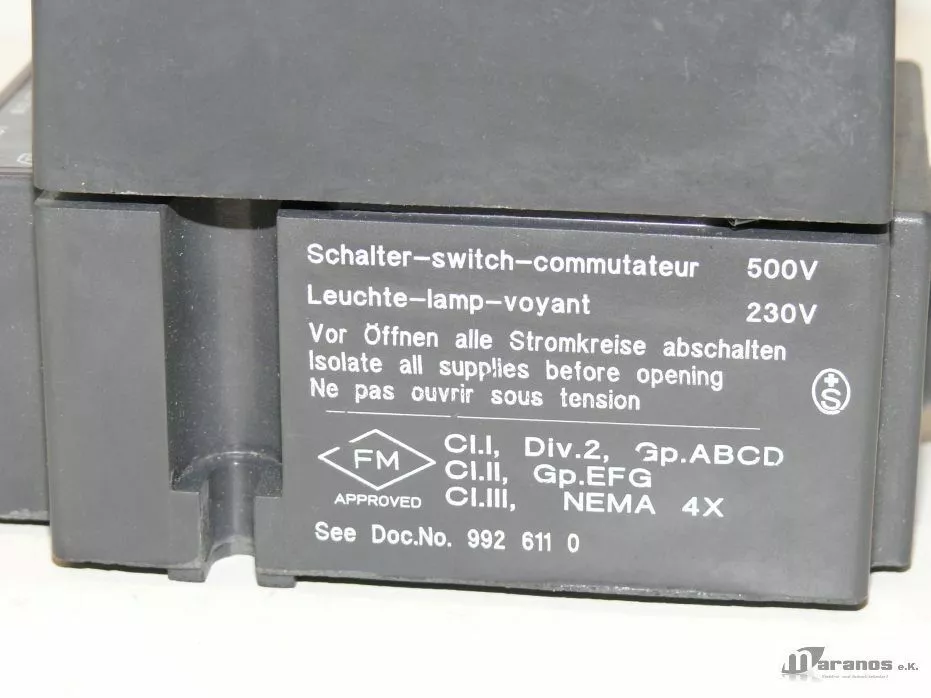 Schalter-switch-commutateur 500V
Leuchte-lamp-voyant 230V
Vor Öffnen alle Stromkreise abschalten
Isolate all supplies before opening
Ne pas ouvrir sous tension
+S
FM
APPROVED
Cl.I, Div.2, Gp.ABCD
Cl.II, Gp.EFG
Cl.III, NEMA 4X
See Doc.No. 992 611 0
Maranos e.K.